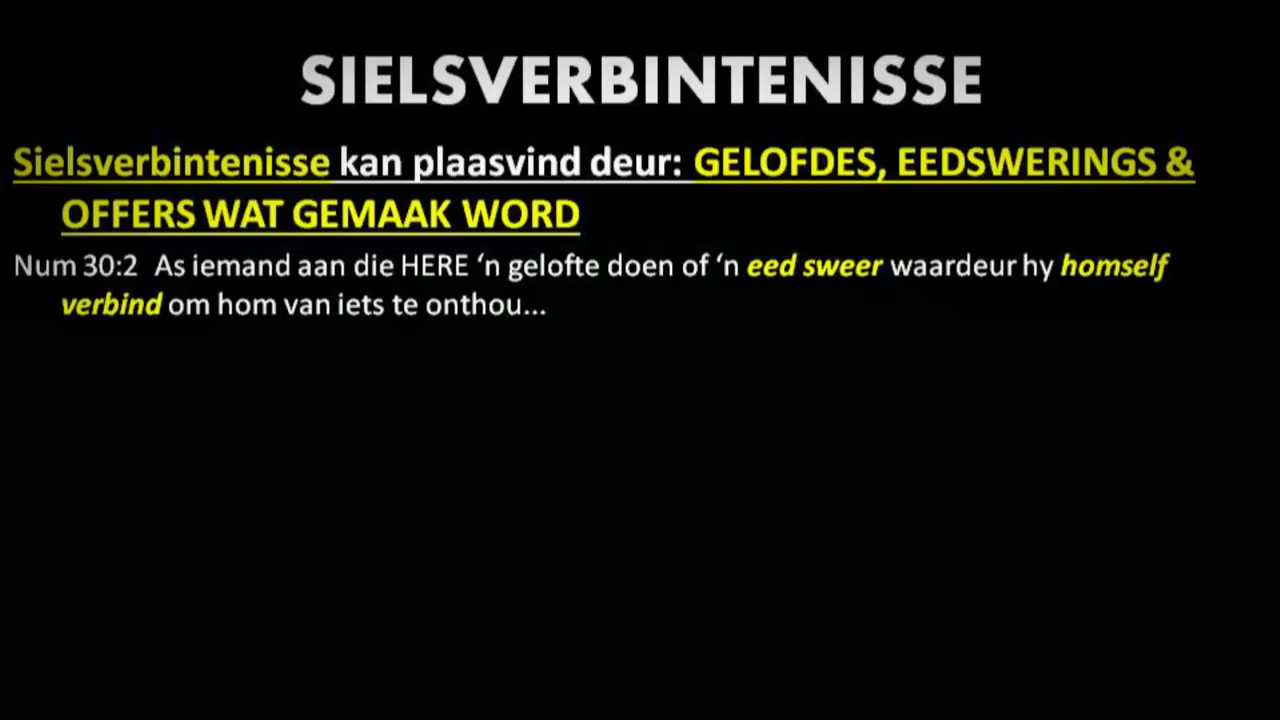 SIELSVERBINTENISSE
Sielsverbintenisse kan plaasvind deur: GELOFDES, EEDSWERINGS &
OFFERS WAT GEMAAK WORD
Num 30:2 As iemand aan die HERE ‘n gelofte doen of ‘n eed sweer waardeur hy homself
verbind om hom van iets te onthou...